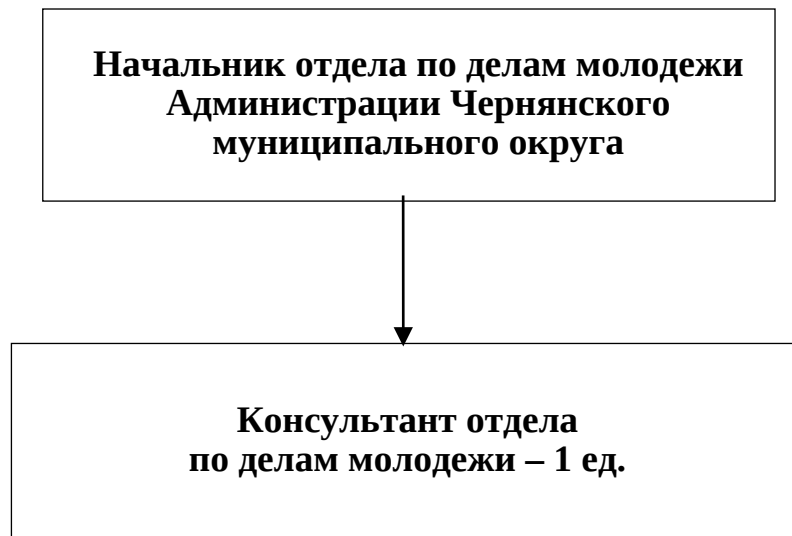 Начальник отдела по делам молодежи
Администрации Чернянского
муниципального округа
Консультант отдела
по делам молодежи – 1 ед.